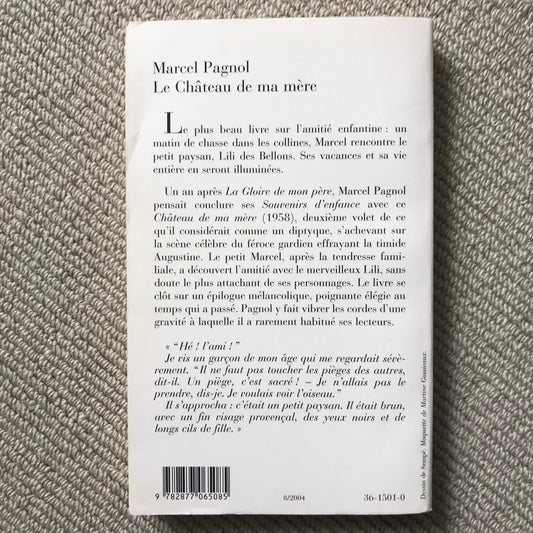 Marcel Pagnol
Le Château de ma mère
Le plus beau livre sur l'amitié enfantine : un
matin de chasse dans les collines, Marcel rencontre le
petit paysan, Lili des Bellons. Ses vacances et sa vie
entière en seront illuminées.
Un an après La Gloire de mon père, Marcel Pagnol
pensait conclure ses Souvenirs d'enfance avec ce
Château de ma mère (1958), deuxième volet de ce
qu'il considérait comme un diptyque, s'achevant sur
la scène célèbre du féroce gardien effrayant la timide
Augustine. Le petit Marcel, après la tendresse fami-
liale, a découvert l'amitié avec le merveilleux Lili, sans
doute le plus attachant de ses personnages. Le livre se
clôt sur un épilogue mélancolique, poignante élégie au
temps qui a passé. Pagnol y fait vibrer les cordes d'une
gravité à laquelle il a rarement habitué ses lecteurs.
« “Hé ! l'ami !”
Je vis un garçon de mon âge qui me regardait sévè-
rement. “Il ne faut pas toucher les pièges des autres,
dit-il. Un piège, c'est sacré ! – Je n'allais pas le
prendre, dis-je. Je voulais voir l'oiseau.”
Il s'approcha : c'était un petit paysan. Il était brun,
avec un fin visage provençal, des yeux noirs et de
longs cils de fille. »
9 782877 065085
8/2004
36-1501-0
Dessin de Sempé. Maquette de Martine Gonicaux.